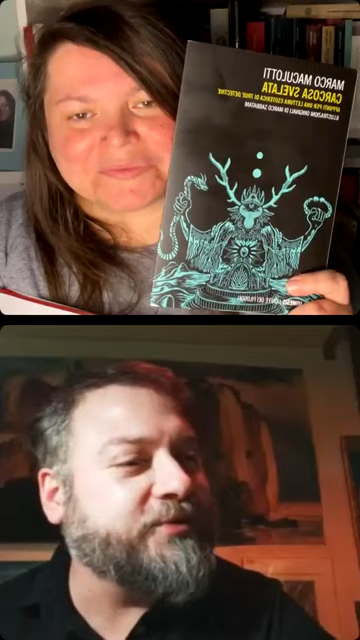 MARCO MACULOTTI
CARCOSA SVELATA
APPUNTI PER UNA LETTURA ESOTERICA DI TRUE DETECTIVE
ILLUSTRAZIONI ORIGINALI DI MARCO SABBATANI